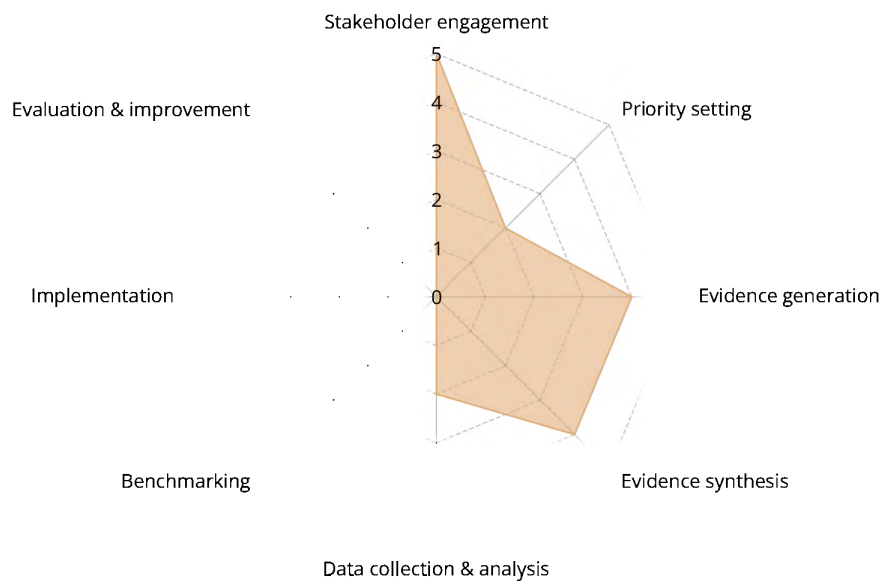 Stakeholder engagement
5
Evaluation & improvement
4
Priority setting
3
2
1
Implementation
0
Evidence generation
Benchmarking
Evidence synthesis
Data collection & analysis